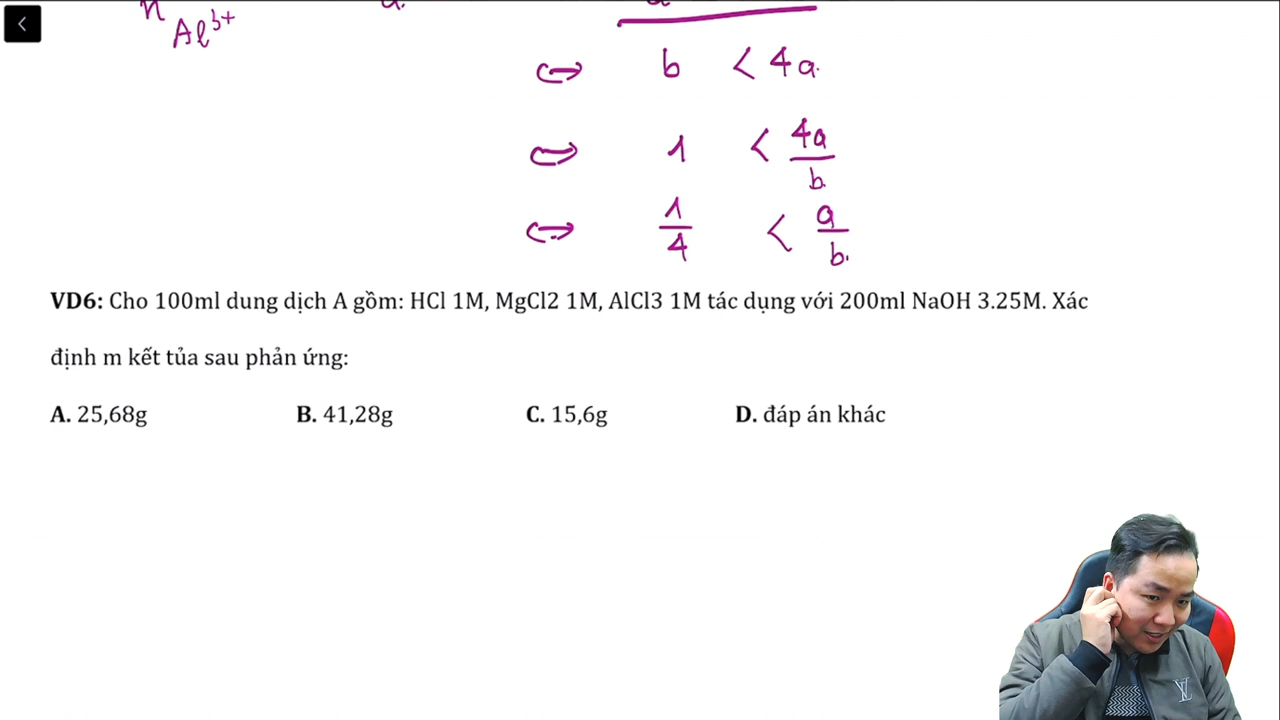 n Al³⁺ a.
⇔ b < 4a.
⇔ 1 < 4a/b.
⇔ 1/4 < a/b.
VD6: Cho 100ml dung dịch A gồm: HCl 1M, MgCl2 1M, AlCl3 1M tác dụng với 200ml NaOH 3.25M. Xác
định m kết tủa sau phản ứng:
A. 25,68g B. 41,28g C. 15,6g D. đáp án khác